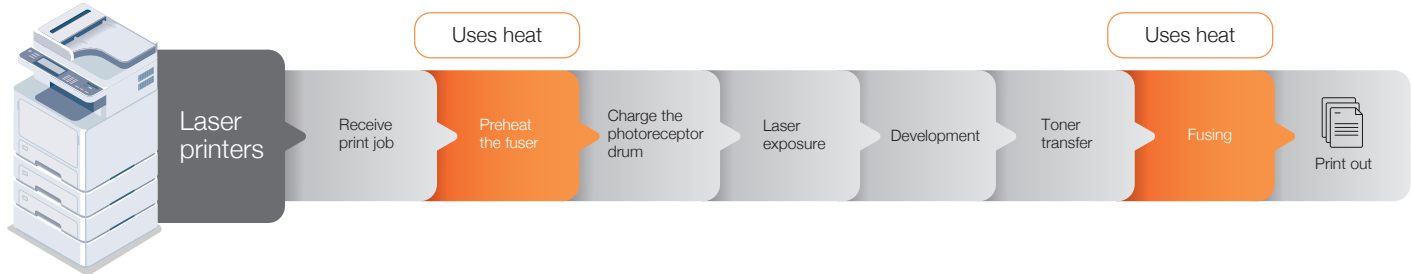 Uses heat
Uses heat
Laser
printers
Receive
print job
Preheat
the fuser
Charge the
photoreceptor
drum
Laser
exposure
Development
Toner
transfer
Fusing
Print out